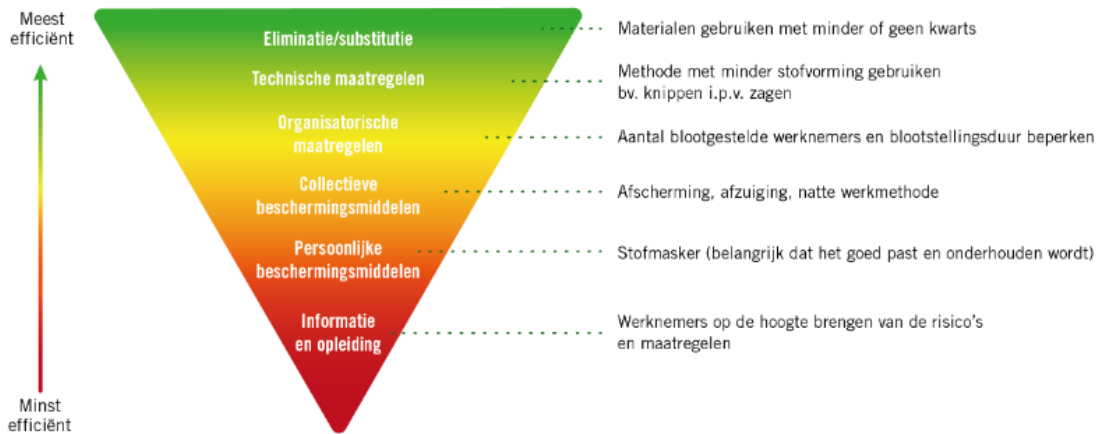 Meest
efficiënt
Eliminatie/substitutie
Materialen gebruiken met minder of geen kwarts
Technische maatregelen
Methode met minder stofvorming gebruiken
bv. knippen i.p.v. zagen
Organisatorische
maatregelen
Aantal blootgestelde werknemers en blootstellingsduur beperken
Collectieve
beschermingsmiddelen
Afscherming, afzuiging, natte werkmethode
Persoonlijke
beschermingsmiddelen
Stofmasker (belangrijk dat het goed past en onderhouden wordt)
Informatie
en opleiding
Werknemers op de hoogte brengen van de risico's
en maatregelen
Minst
efficiënt